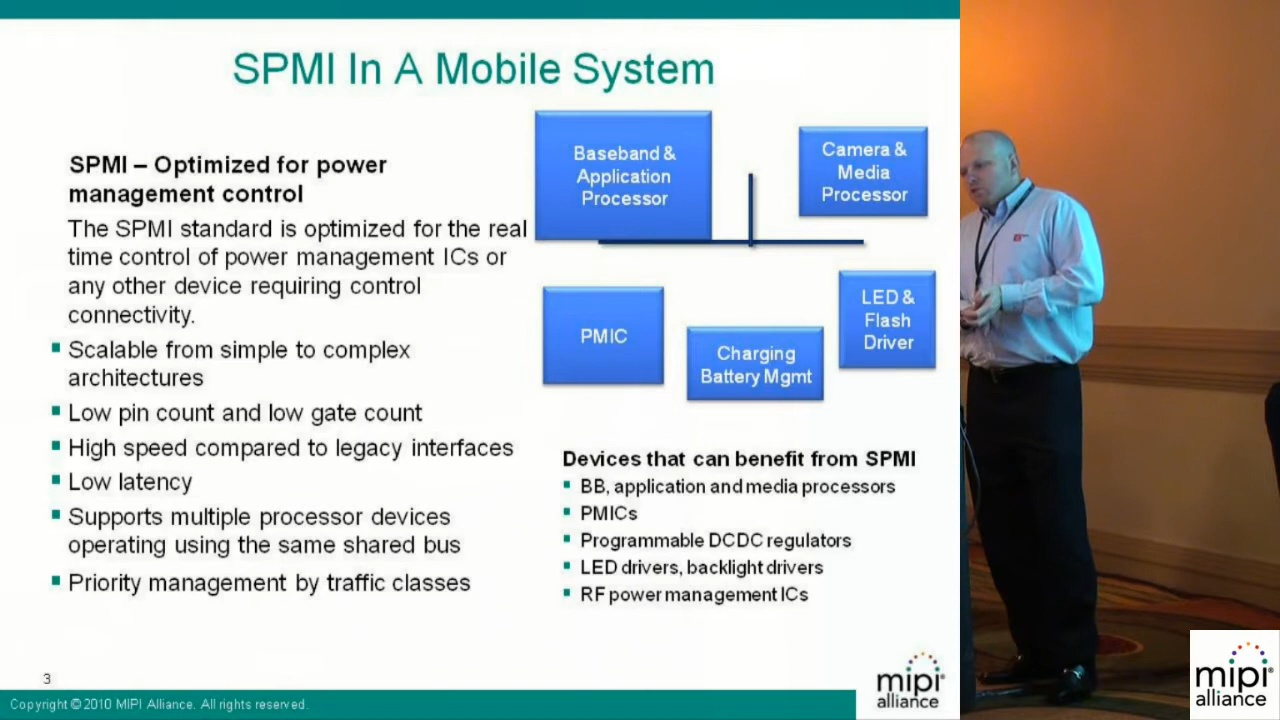 SPMI In A Mobile System
SPMI – Optimized for power
management control
The SPMI standard is optimized for the real
time control of power management ICs or
any other device requiring control
connectivity.
Scalable from simple to complex
architectures
Low pin count and low gate count
High speed compared to legacy interfaces
Low latency
Supports multiple processor devices
operating using the same shared bus
Priority management by traffic classes
Baseband &
Application
Processor
Camera &
Media
Processor
PMIC
Charging
Battery Mgmt
LED &
Flash
Driver
Devices that can benefit from SPMI
BB, application and media processors
PMICs
Programmable DCDC regulators
LED drivers, backlight drivers
RF power management ICs
3
Copyright © 2010 MIPI Alliance. All rights reserved.
mipi®
alliance
mipi®
alliance